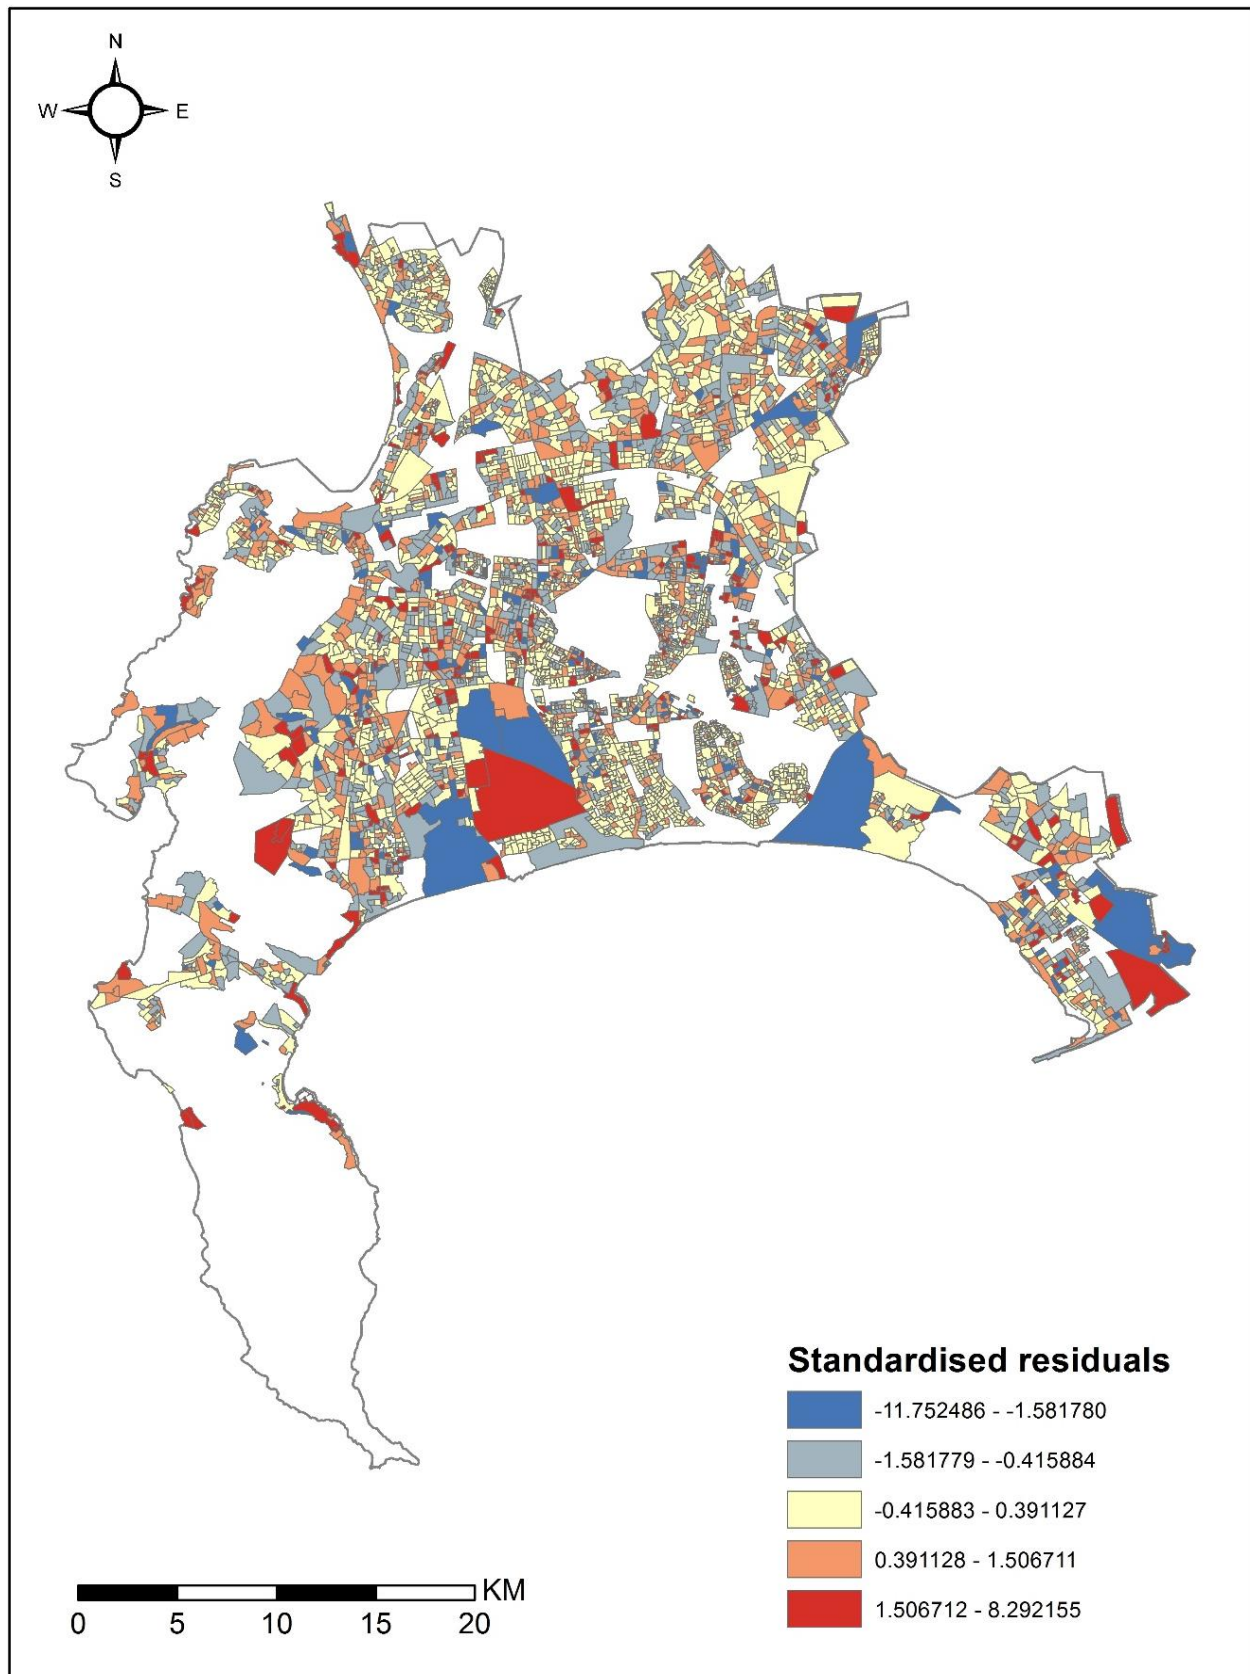 N
W E
S
Standardised residuals
-11.752486 - -1.581780
-1.581779 - -0.415884
-0.415883 - 0.391127
0.391128 - 1.506711
1.506712 - 8.292155
KM
0 5 10 15 20